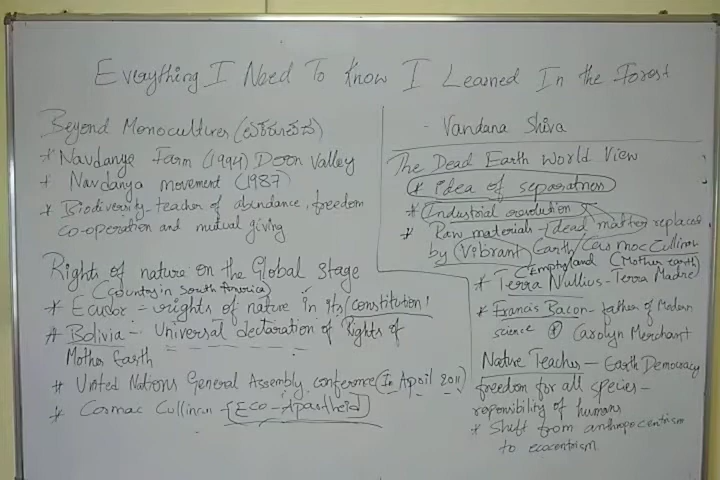 Everything I Need To Know I Learned In the Forest
- Vandana Shiva
Beyond Monocultures (ಏಕರೂಪತೆ)
* Navdanya Farm (1994) Doon Valley
* Navdanya movement (1987)
* Biodiversity - teacher of abundance, freedom
co-operation and mutual giving
Rights of nature on the Global Stage
(Country in South America)
* Ecuador = rights of nature in its (constitution)
* Bolivia - Universal declaration of Rights of
Mother Earth
* United Nations General Assembly conference (In April 2011)
* Cormac Cullinan - [Eco-Apartheid]
The Dead Earth World View
(* idea of separatness)
* (Industrial revolution)
* Raw materials - dead matter replaced
by (Vibrant) Earth/Cormac Cullinan
(Empty land (Mother earth)
* Terra Nullius - Terra Madre)
* Francis Bacon - father of Modern
science * Carolyn Merchant
Nature Teaches - Earth Democracy
freedom for all species -
reponsibility of humans
* Shift from anthropocentrism
to ecocentrism